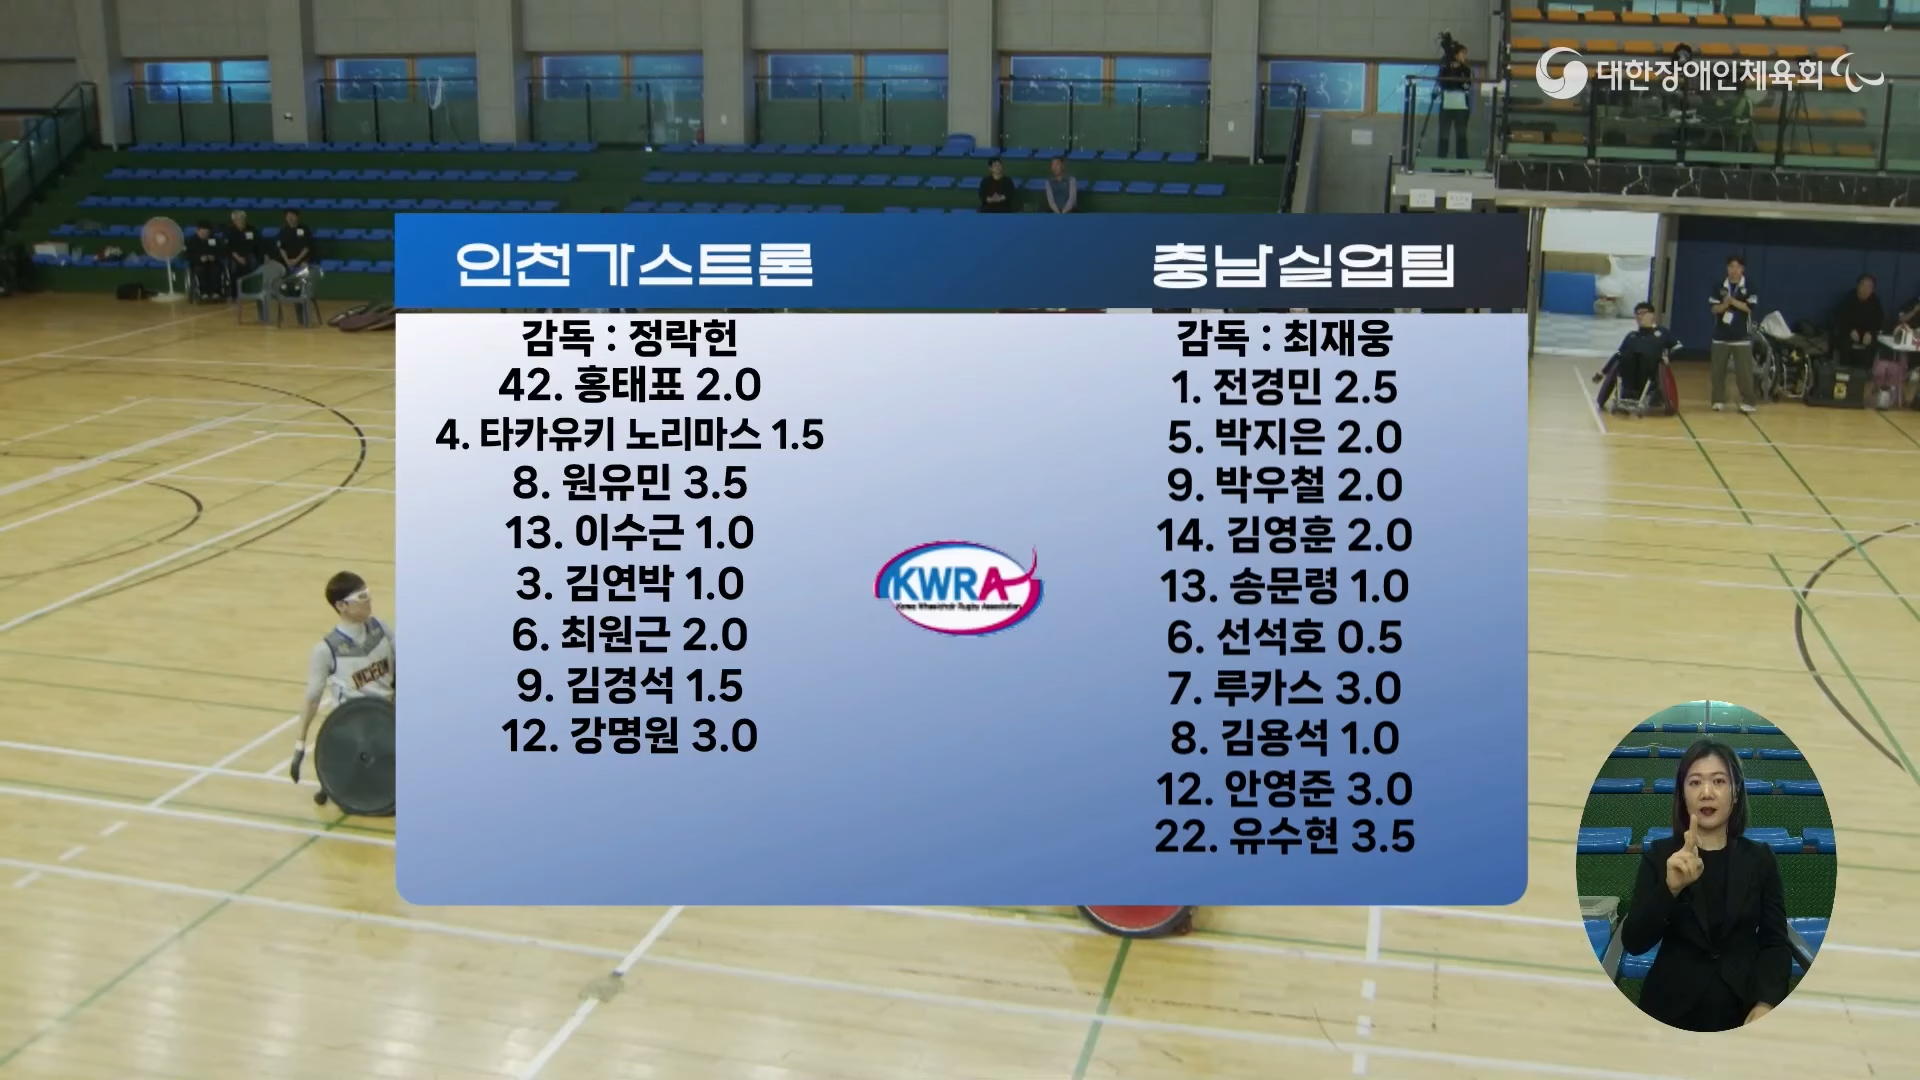 대한장애인체육회
인천가스트론
감독 : 정락헌
42. 홍태표 2.0
4. 타카유키 노리마스 1.5
8. 원유민 3.5
13. 이수근 1.0
3. 김연박 1.0
6. 최원근 2.0
9. 김경석 1.5
12. 강명원 3.0
KWRA
Korea Wheelchair Rugby Association
충남실업팀
감독 : 최재웅
1. 전경민 2.5
5. 박지은 2.0
9. 박우철 2.0
14. 김영훈 2.0
13. 송문령 1.0
6. 선석호 0.5
7. 루카스 3.0
8. 김용석 1.0
12. 안영준 3.0
22. 유수현 3.5